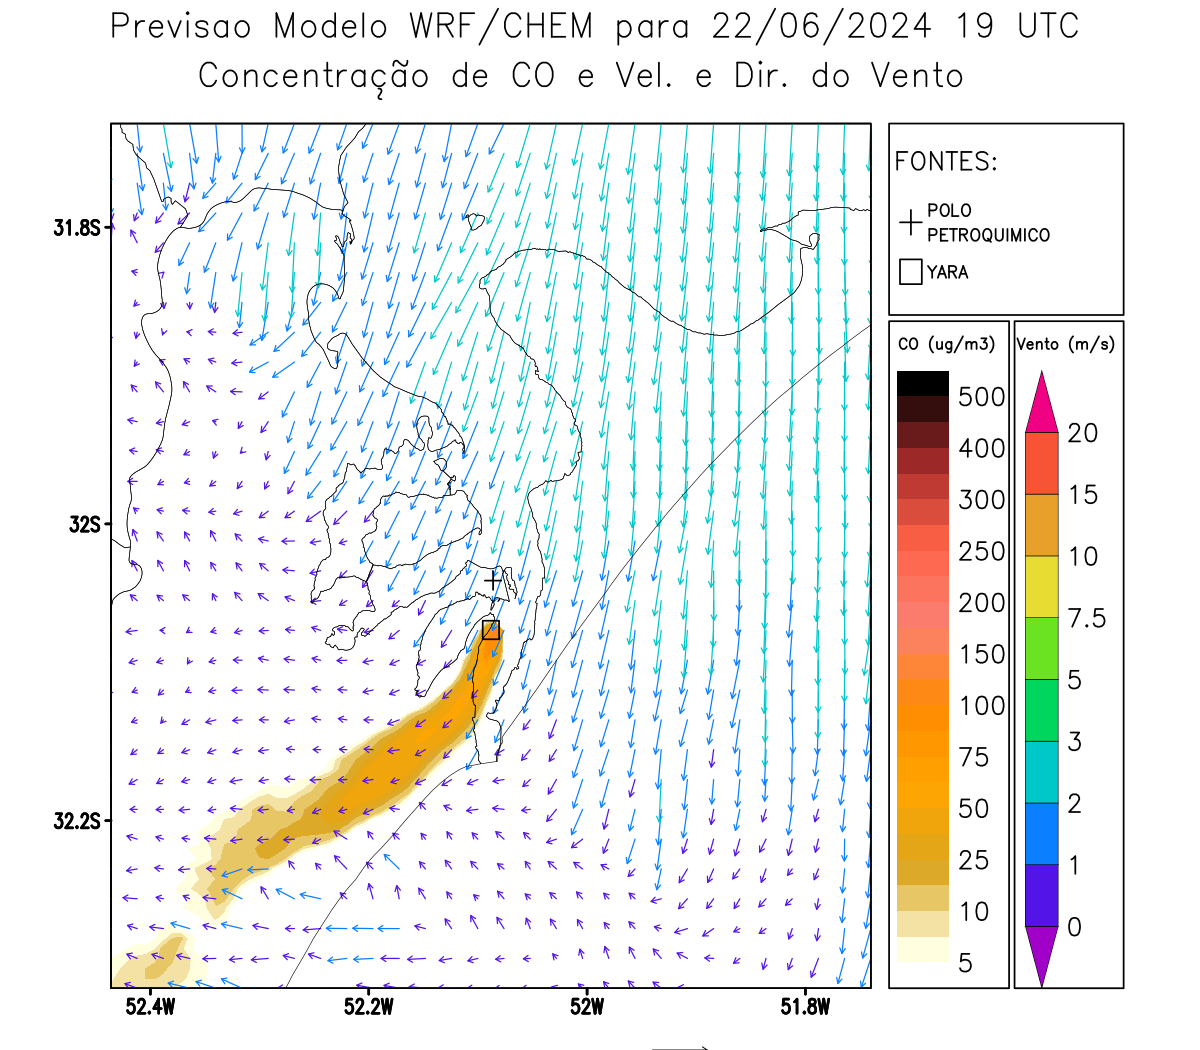 Previsao Modelo WRF/CHEM para 22/06/2024 19 UTC
Concentração de CO e Vel. e Dir. do Vento
FONTES:
POLO
PETROQUIMICO
YARA
CO (ug/m3)
500
400
300
250
200
150
100
75
50
25
10
5
Vento (m/s)
20
15
10
7.5
5
3
2
1
0
31.8S
32S
32.2S
52.4W 52.2W 52W 51.8W